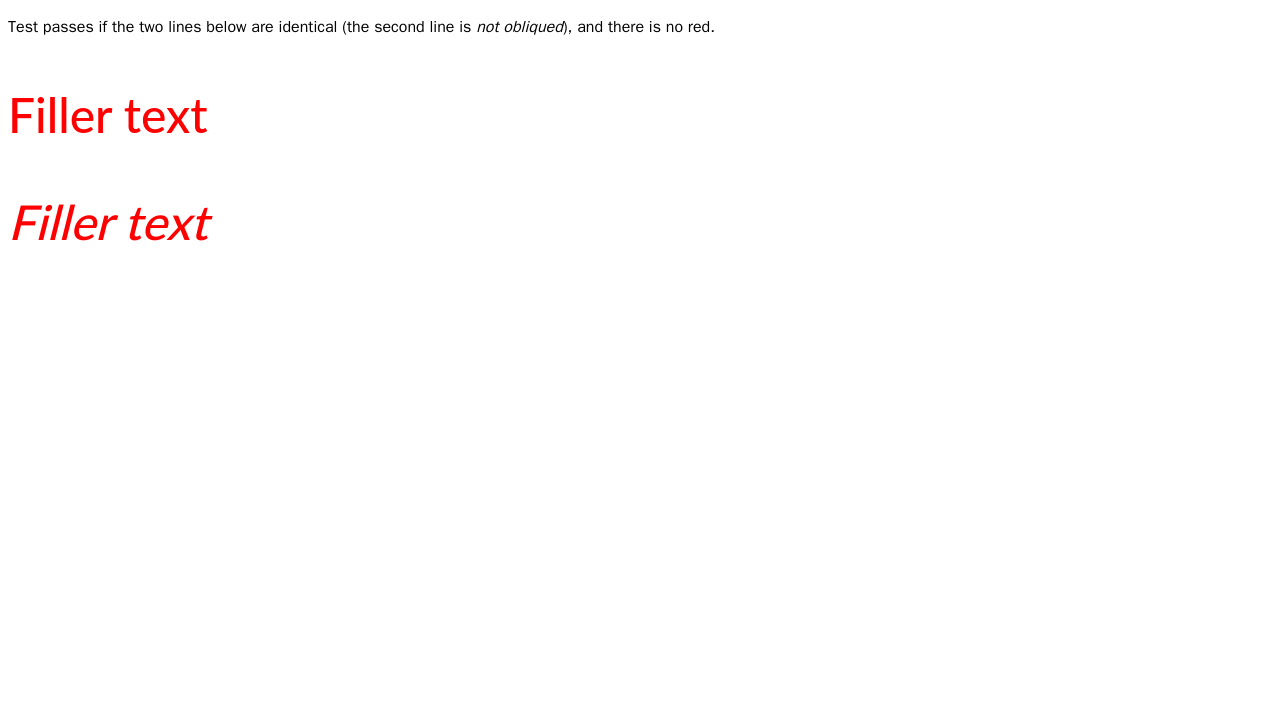 Test passes if the two lines below are identical (the second line is not obliqued), and there is no red.
Filler text
Filler text